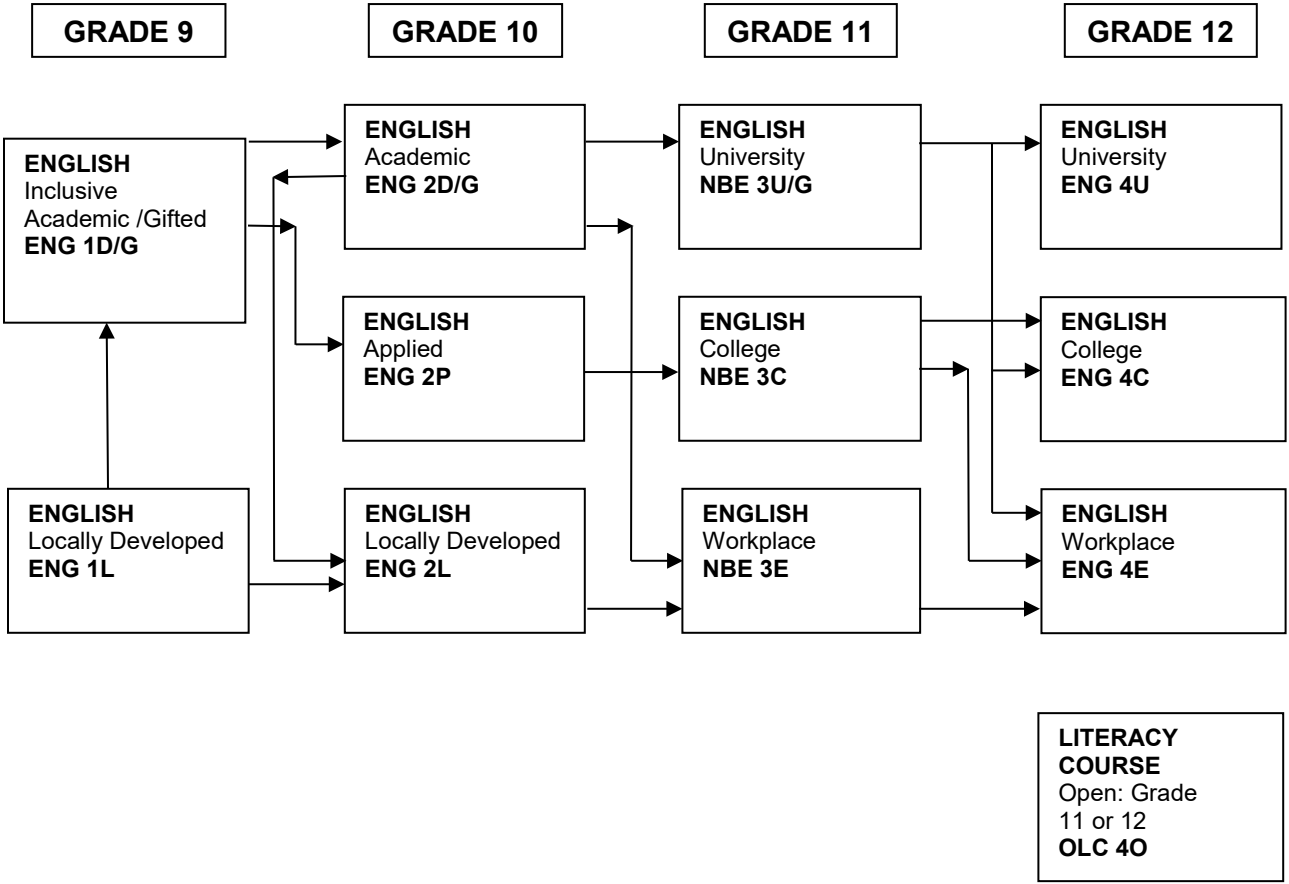 GRADE 9
GRADE 10
GRADE 11
GRADE 12
ENGLISH
Inclusive
Academic /Gifted
ENG 1D/G
ENGLISH
Academic
ENG 2D/G
ENGLISH
University
NBE 3U/G
ENGLISH
University
ENG 4U
ENGLISH
Applied
ENG 2P
ENGLISH
College
NBE 3C
ENGLISH
College
ENG 4C
ENGLISH
Locally Developed
ENG 1L
ENGLISH
Locally Developed
ENG 2L
ENGLISH
Workplace
NBE 3E
ENGLISH
Workplace
ENG 4E
LITERACY
COURSE
Open: Grade
11 or 12
OLC 4O